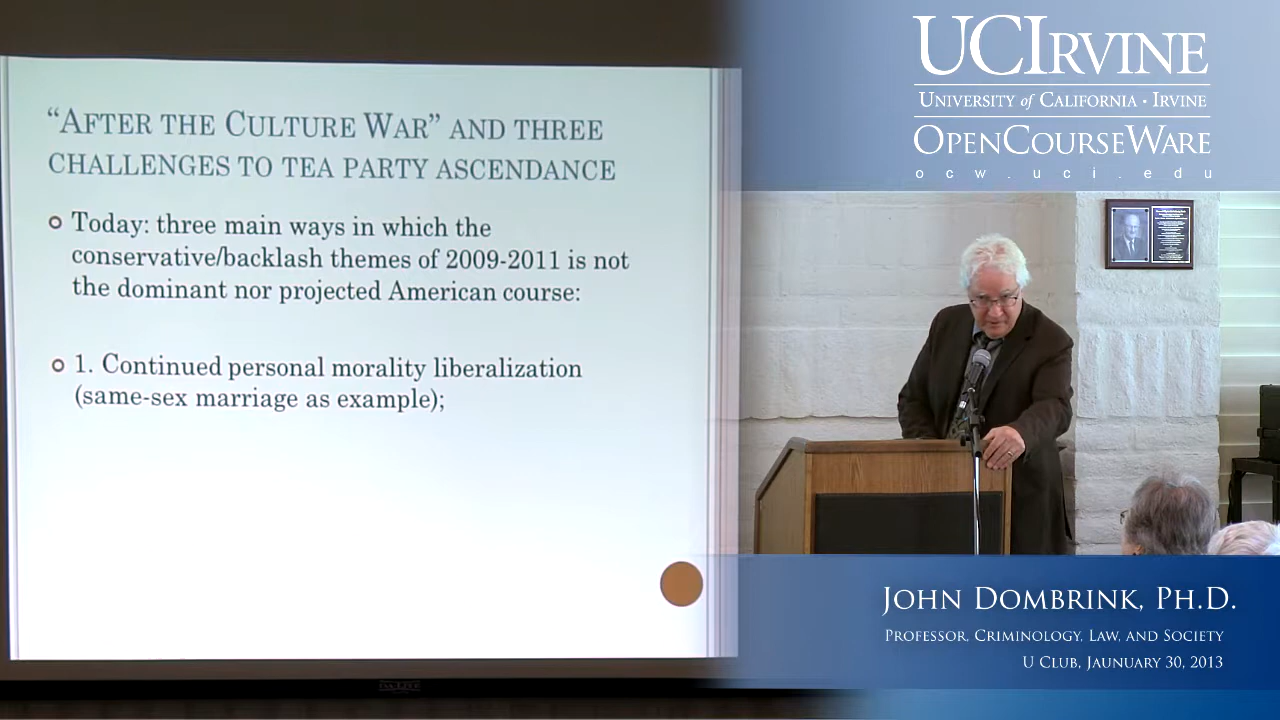 “AFTER THE CULTURE WAR” AND THREE
CHALLENGES TO TEA PARTY ASCENDANCE
Today: three main ways in which the
conservative/backlash themes of 2009-2011 is not
the dominant nor projected American course:
1. Continued personal morality liberalization
(same-sex marriage as example);
UCIRVINE
UNIVERSITY of CALIFORNIA · IRVINE
OPENCOURSEWARE
ocw.uci.edu
JOHN DOMBRINK, PH.D.
PROFESSOR, CRIMINOLOGY, LAW, AND SOCIETY
U CLUB, JAUNUARY 30, 2013